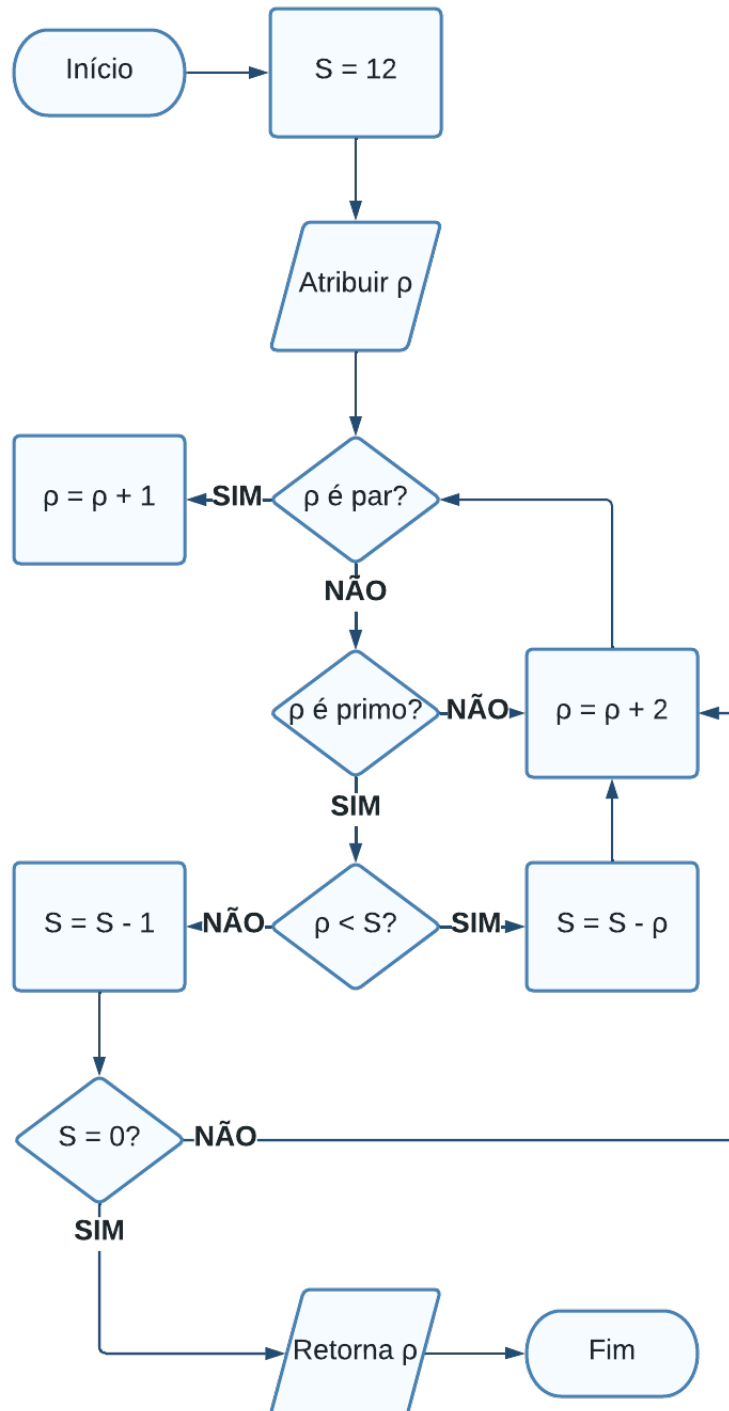 Início
S = 12
Atribuir ρ
ρ = ρ + 1
SIM
ρ é par?
NÃO
ρ é primo?
NÃO
ρ = ρ + 2
SIM
S = S - 1
NÃO
ρ < S?
SIM
S = S - ρ
S = 0?
NÃO
SIM
Retorna ρ
Fim